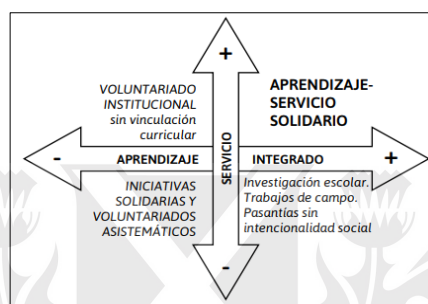 +
VOLUNTARIADO
INSTITUCIONAL
sin vinculación
curricular
APRENDIZAJE-
SERVICIO
SOLIDARIO
-
APRENDIZAJE
SERVICIO
INTEGRADO
+
INICIATIVAS
SOLIDARIAS Y
VOLUNTARIADOS
ASISTEMÁTICOS
Investigación escolar.
Trabajos de campo.
Pasantías sin
intencionalidad social
-